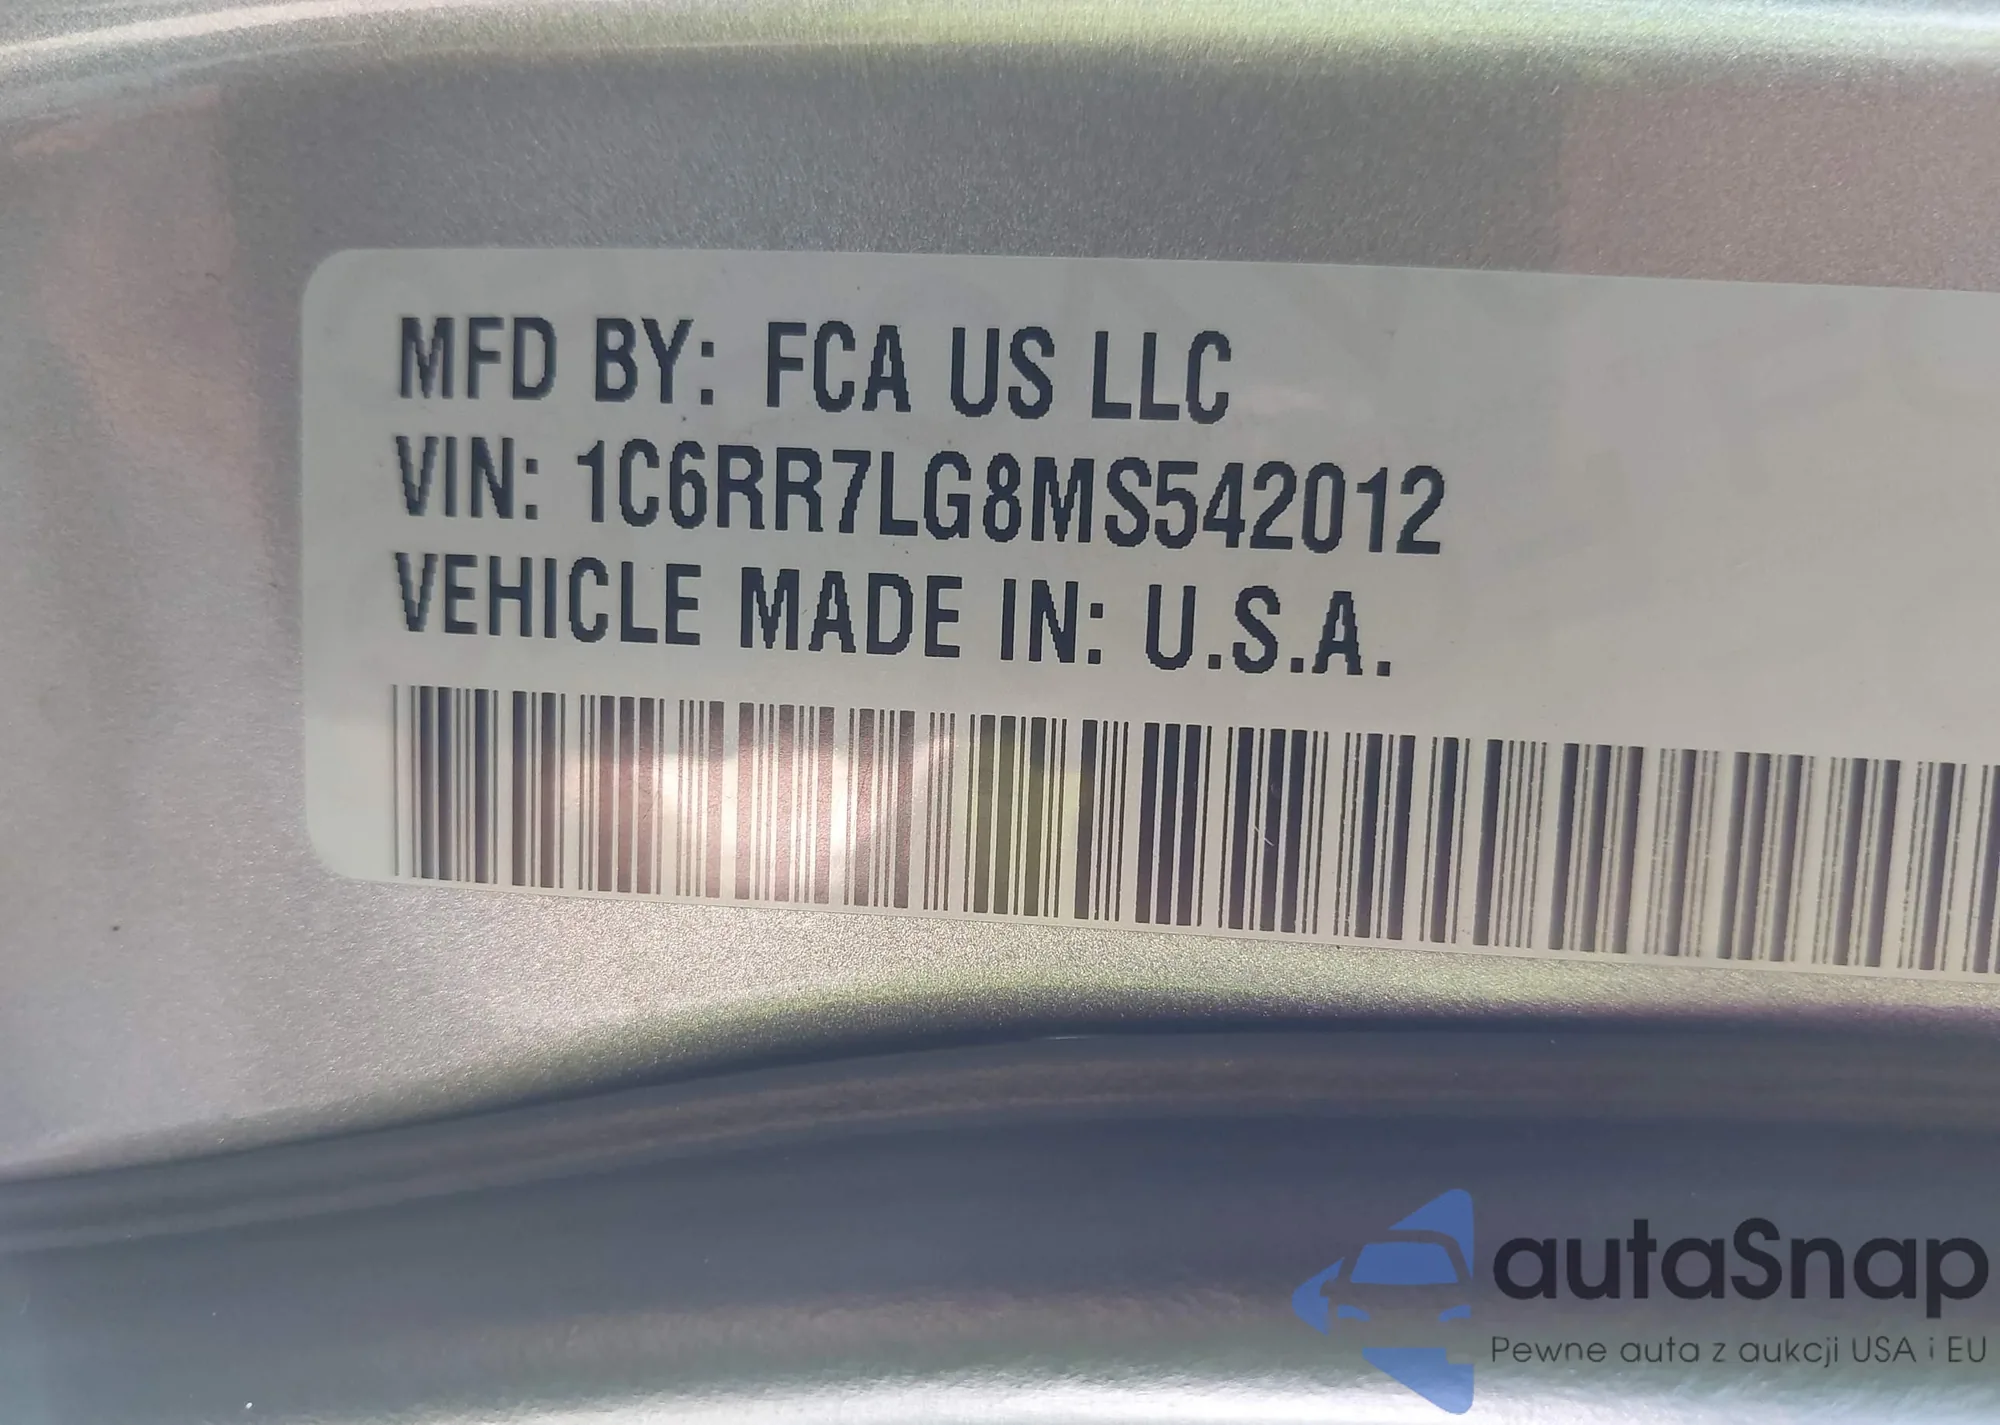 MFD BY: FCA US LLC
VIN: 1C6RR7LG8MS542012
VEHICLE MADE IN: U.S.A.
autaSnap
Pewne auta z aukcji USA i EU